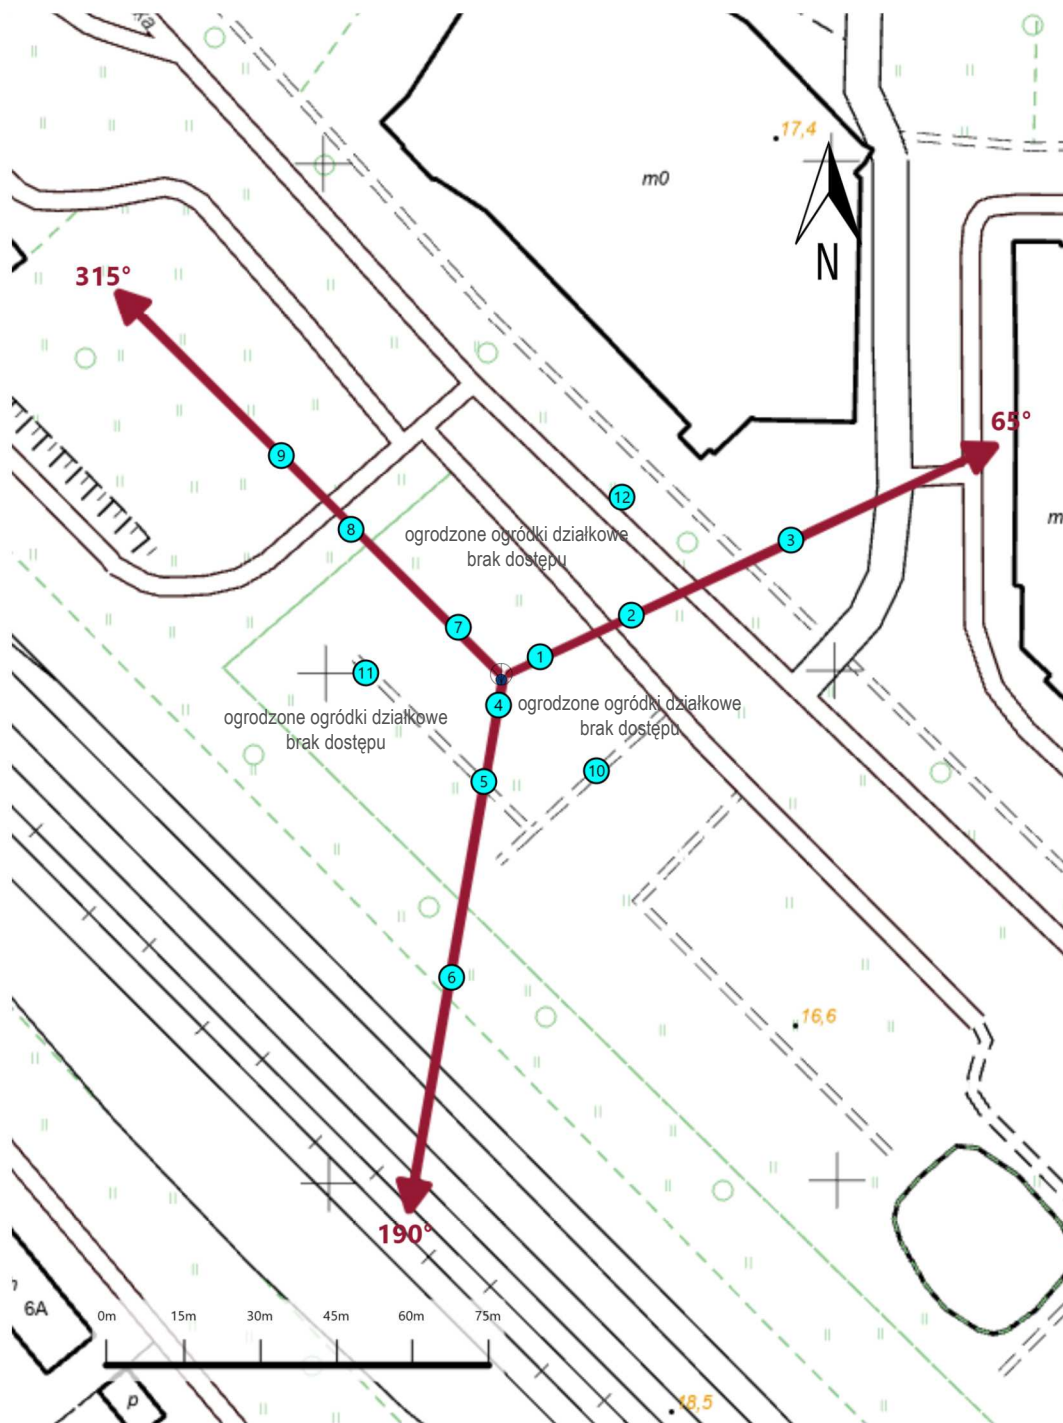 17,4
m0
N
315°
65°
9
12
8
ogrodzone ogródki działkowe
brak dostępu
3
2
7
1
11
4
ogrodzone ogródki działkowe
brak dostępu
ogrodzone ogródki działkowe
brak dostępu
10
5
6
16,6
190°
6A
0m 15m 30m 45m 60m 75m
p
18,5